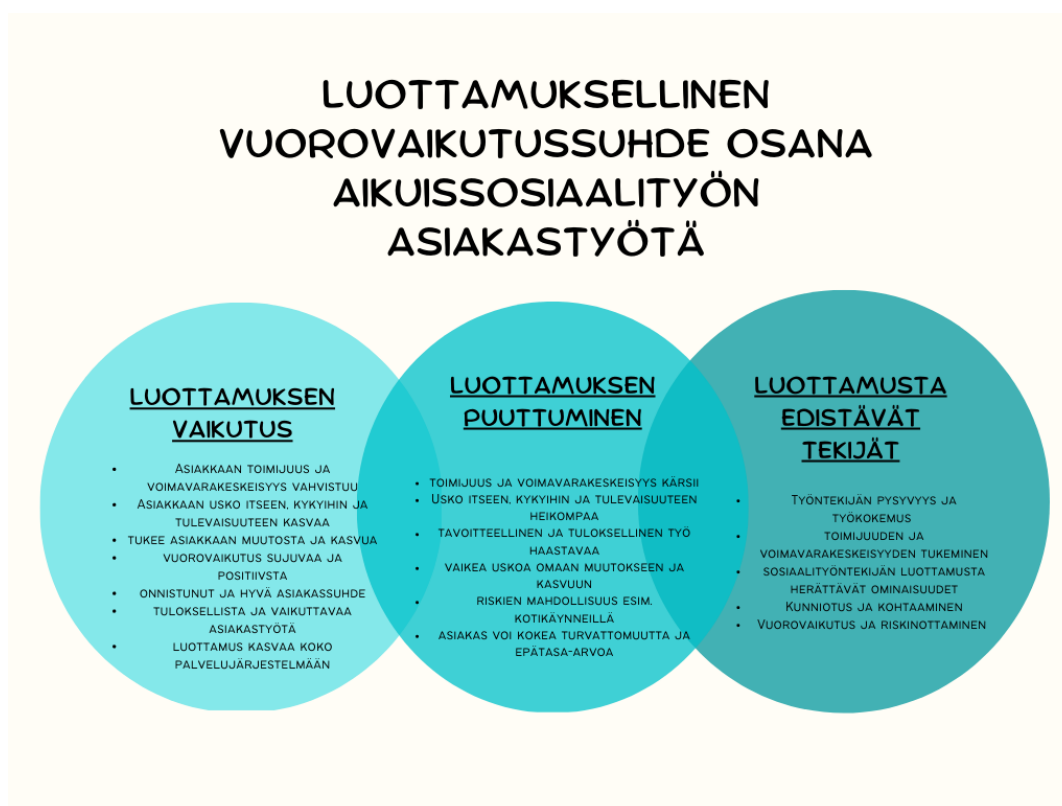 LUOTTAMUKSELLINEN
VUOROVAIKUTUSSUHDE OSANA
AIKUISSOSIAALITYÖN
ASIAKASTYÖTÄ
LUOTTAMUKSEN
VAIKUTUS
• ASIAKKAAN TOIMIJUUS JA
VOIMAVARAKESKEISYYS VAHVISTUU
• ASIAKKAAN USKO ITSEEN, KYKYIHIN JA
TULEVAISUUTEEN KASVAA
• TUKEE ASIAKKAAN MUUTOSTA JA KASVUA
• VUOROVAIKUTUS SUJUVAA JA
POSITIIVSTA
• ONNISTUNUT JA HYVÄ ASIAKASSUHDE
• TULOKSELLISTA JA VAIKUTTAVAA
ASIAKASTYÖTÄ
• LUOTTAMUS KASVAA KOKO
PALVELUJÄRJESTELMÄÄN
LUOTTAMUKSEN
PUUTTUMINEN
• TOIMIJUUS JA VOIMAVARAKESKEISYYS KÄRSII
• USKO ITSEEN, KYKYIHIN JA TULEVAISUUTEEN
HEIKOMPAA
• TAVOITTEELLINEN JA TULOKSELLINEN TYÖ
HAASTAVAA
• VAIKEA USKOA OMAAN MUUTOKSEEN JA
KASVUUN
• RISKIEN MAHDOLLISUUS ESIM.
KOTIKÄYNNEILLÄ
• ASIAKAS VOI KOKEA TURVATTOMUUTTA JA
EPÄTASA-ARVOA
LUOTTAMUSTA
EDISTÄVÄT
TEKIJÄT
• TYÖNTEKIJÄN PYSYVYYS JA
TYÖKOKEMUS
• TOIMIJUUDEN JA
VOIMAVARAKESKEISYYDEN TUKEMINEN
• SOSIAALITYÖNTEKIJÄN LUOTTAMUSTA
HERÄTTÄVÄT OMINAISUUDET
• KUNNIOTUS JA KOHTAAMINEN
• VUOROVAIKUTUS JA RISKINOTTAMINEN